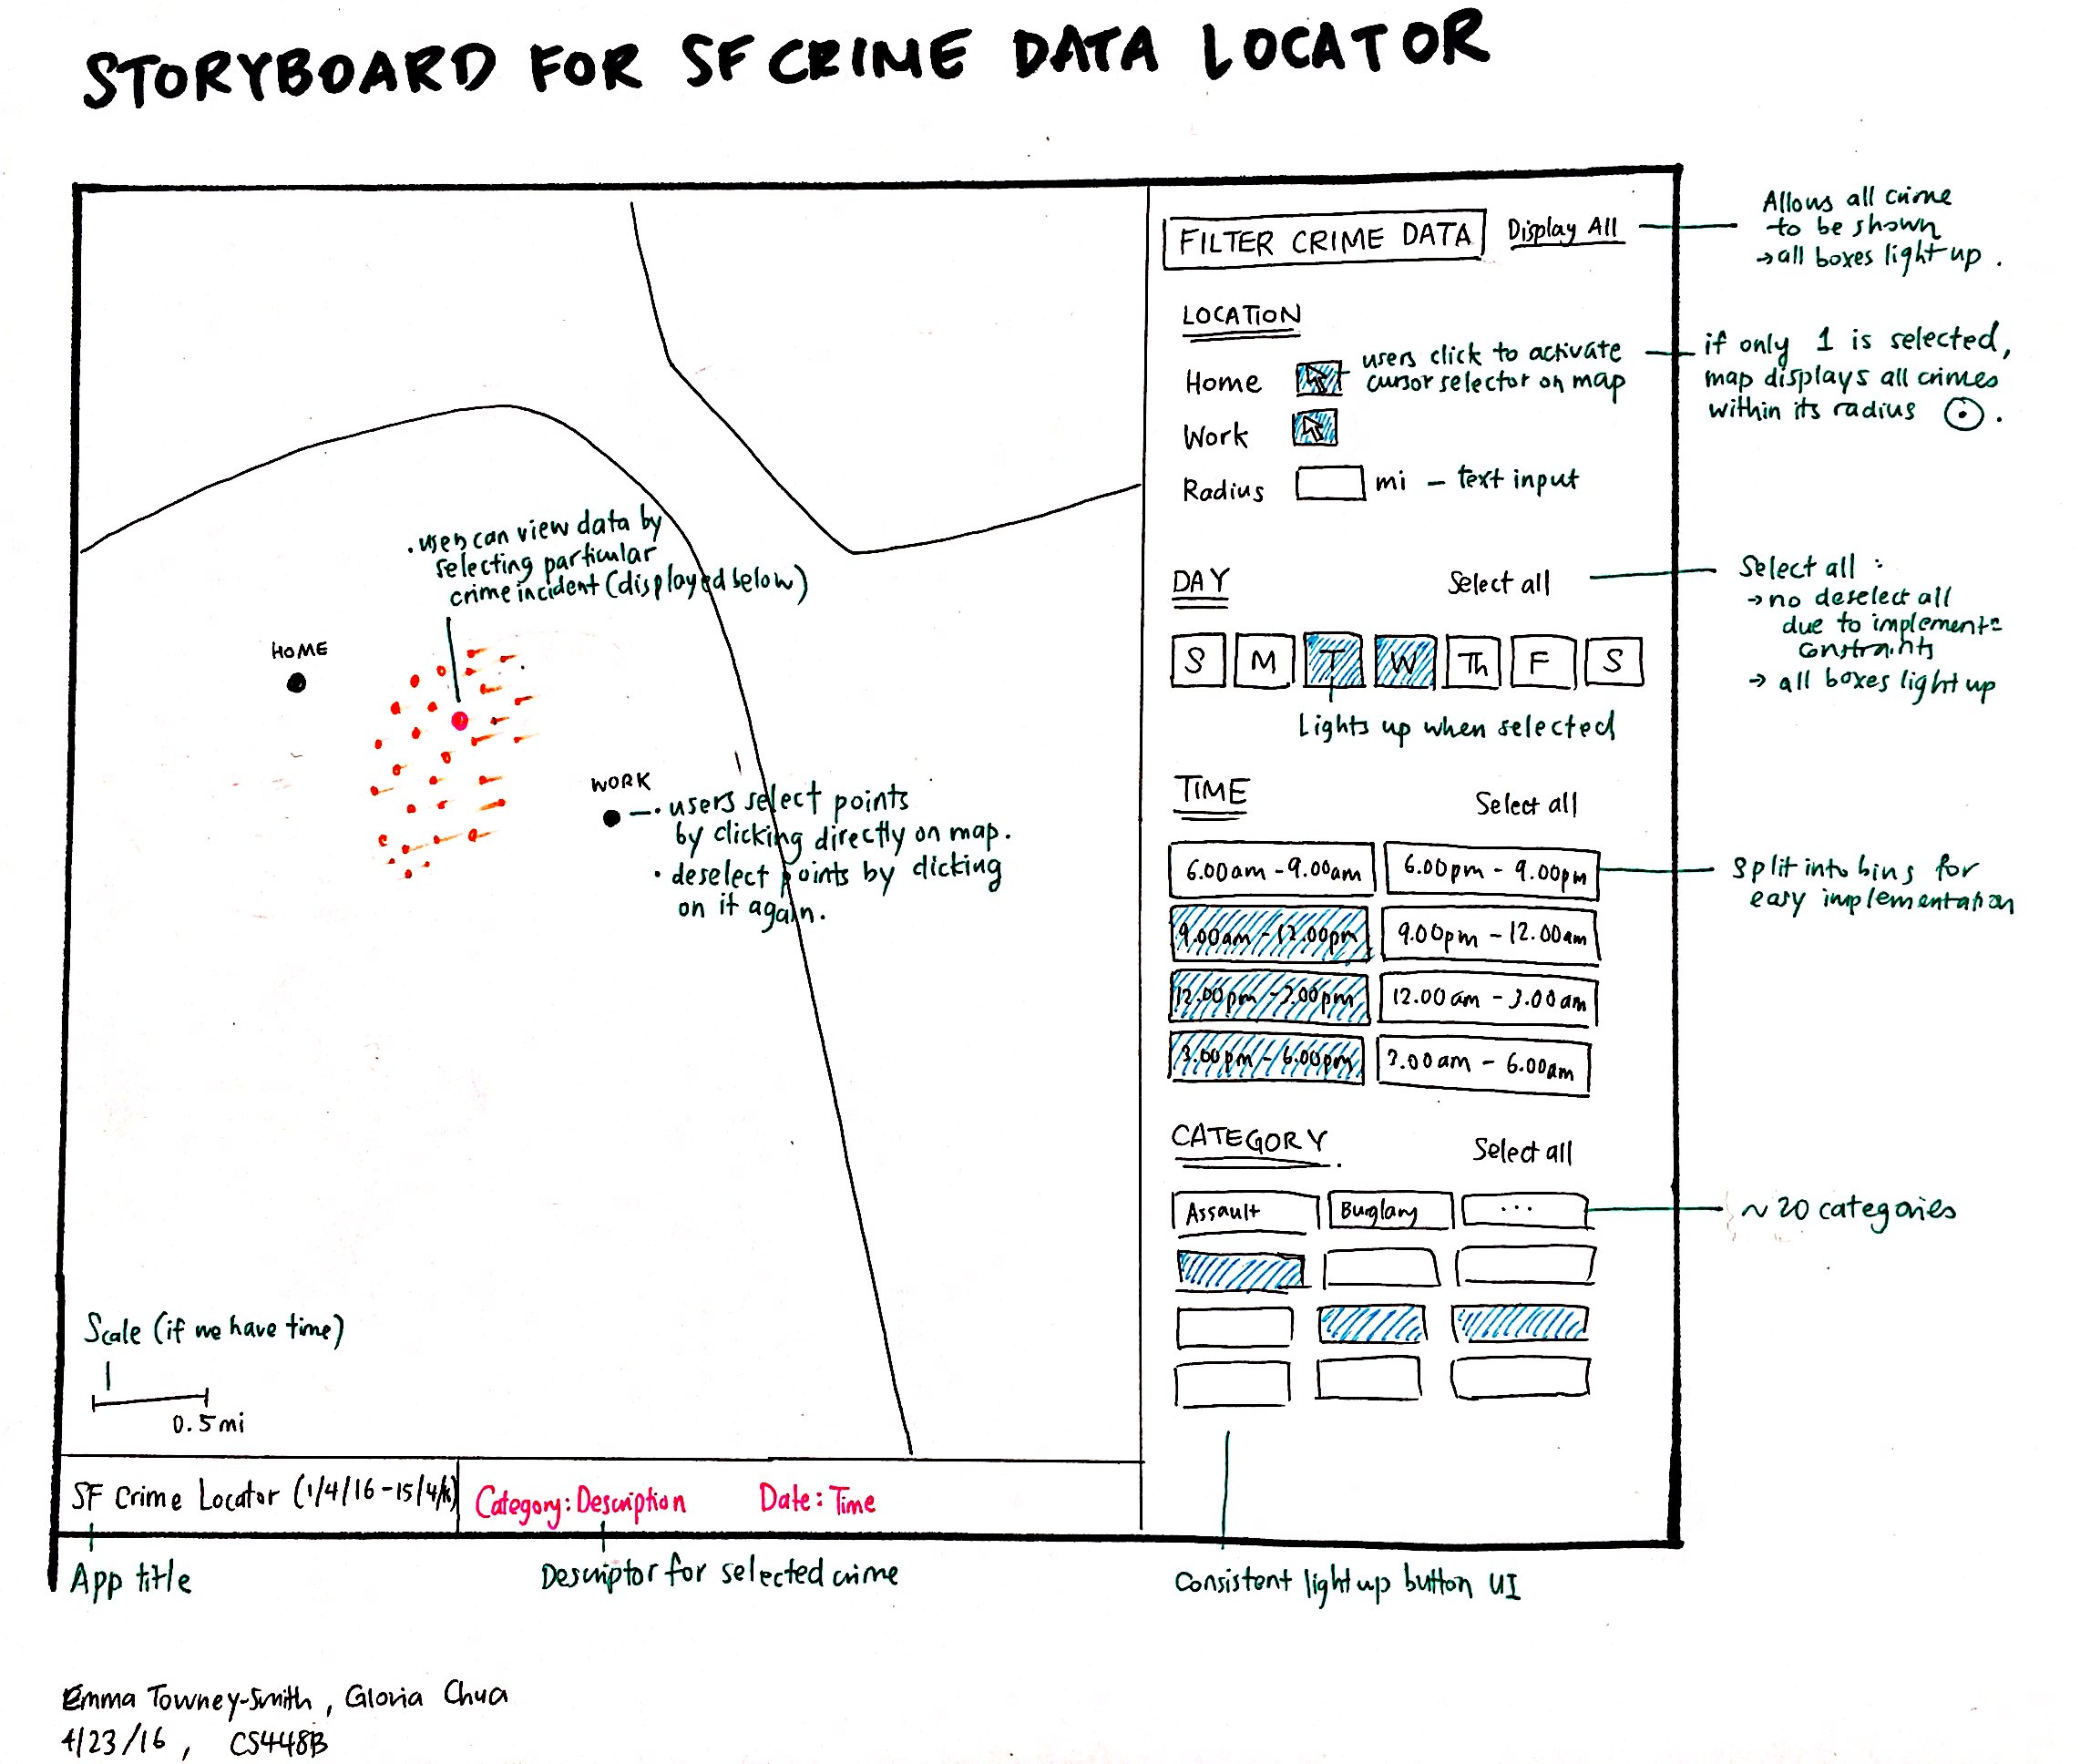 STORYBOARD FOR SF CRIME DATA LOCATOR
FILTER CRIME DATA
Display All
Allows all crime
to be shown
→ all boxes light up.
LOCATION
Home
users click to activate
cursor selector on map
if only 1 is selected,
map displays all crimes
within its radius
Work
Radius
mi – text input
DAY
Select all
Select all :
→ no deselect all
due to implement=
constraints
→ all boxes light up
S M T W Th F S
Lights up when selected
TIME
Select all
6.00am - 9.00am
6.00pm - 9.00pm
split into bins for
easy implementation
9.00am - 12.00pm
9.00pm - 12.00am
12.00pm - 3.00pm
12.00am - 3.00am
3.00pm - 6.00pm
3.00am - 6.00am
CATEGORY
Select all
Assault
Burglary
...
~ 20 categories
Consistent light up button UI
• users can view data by
selecting particular
crime incident (displayed below)
HOME
WORK
• users select points
by clicking directly on map.
• deselect points by clicking
on it again.
Scale (if we have time)
0.5 mi
SF Crime Locator (1/4/16 - 15/4/16)
Category: Description
Date: Time
App title
Descriptor for selected crime
Emma Towney-Smith, Gloria Chua
4/23/16, CS448B